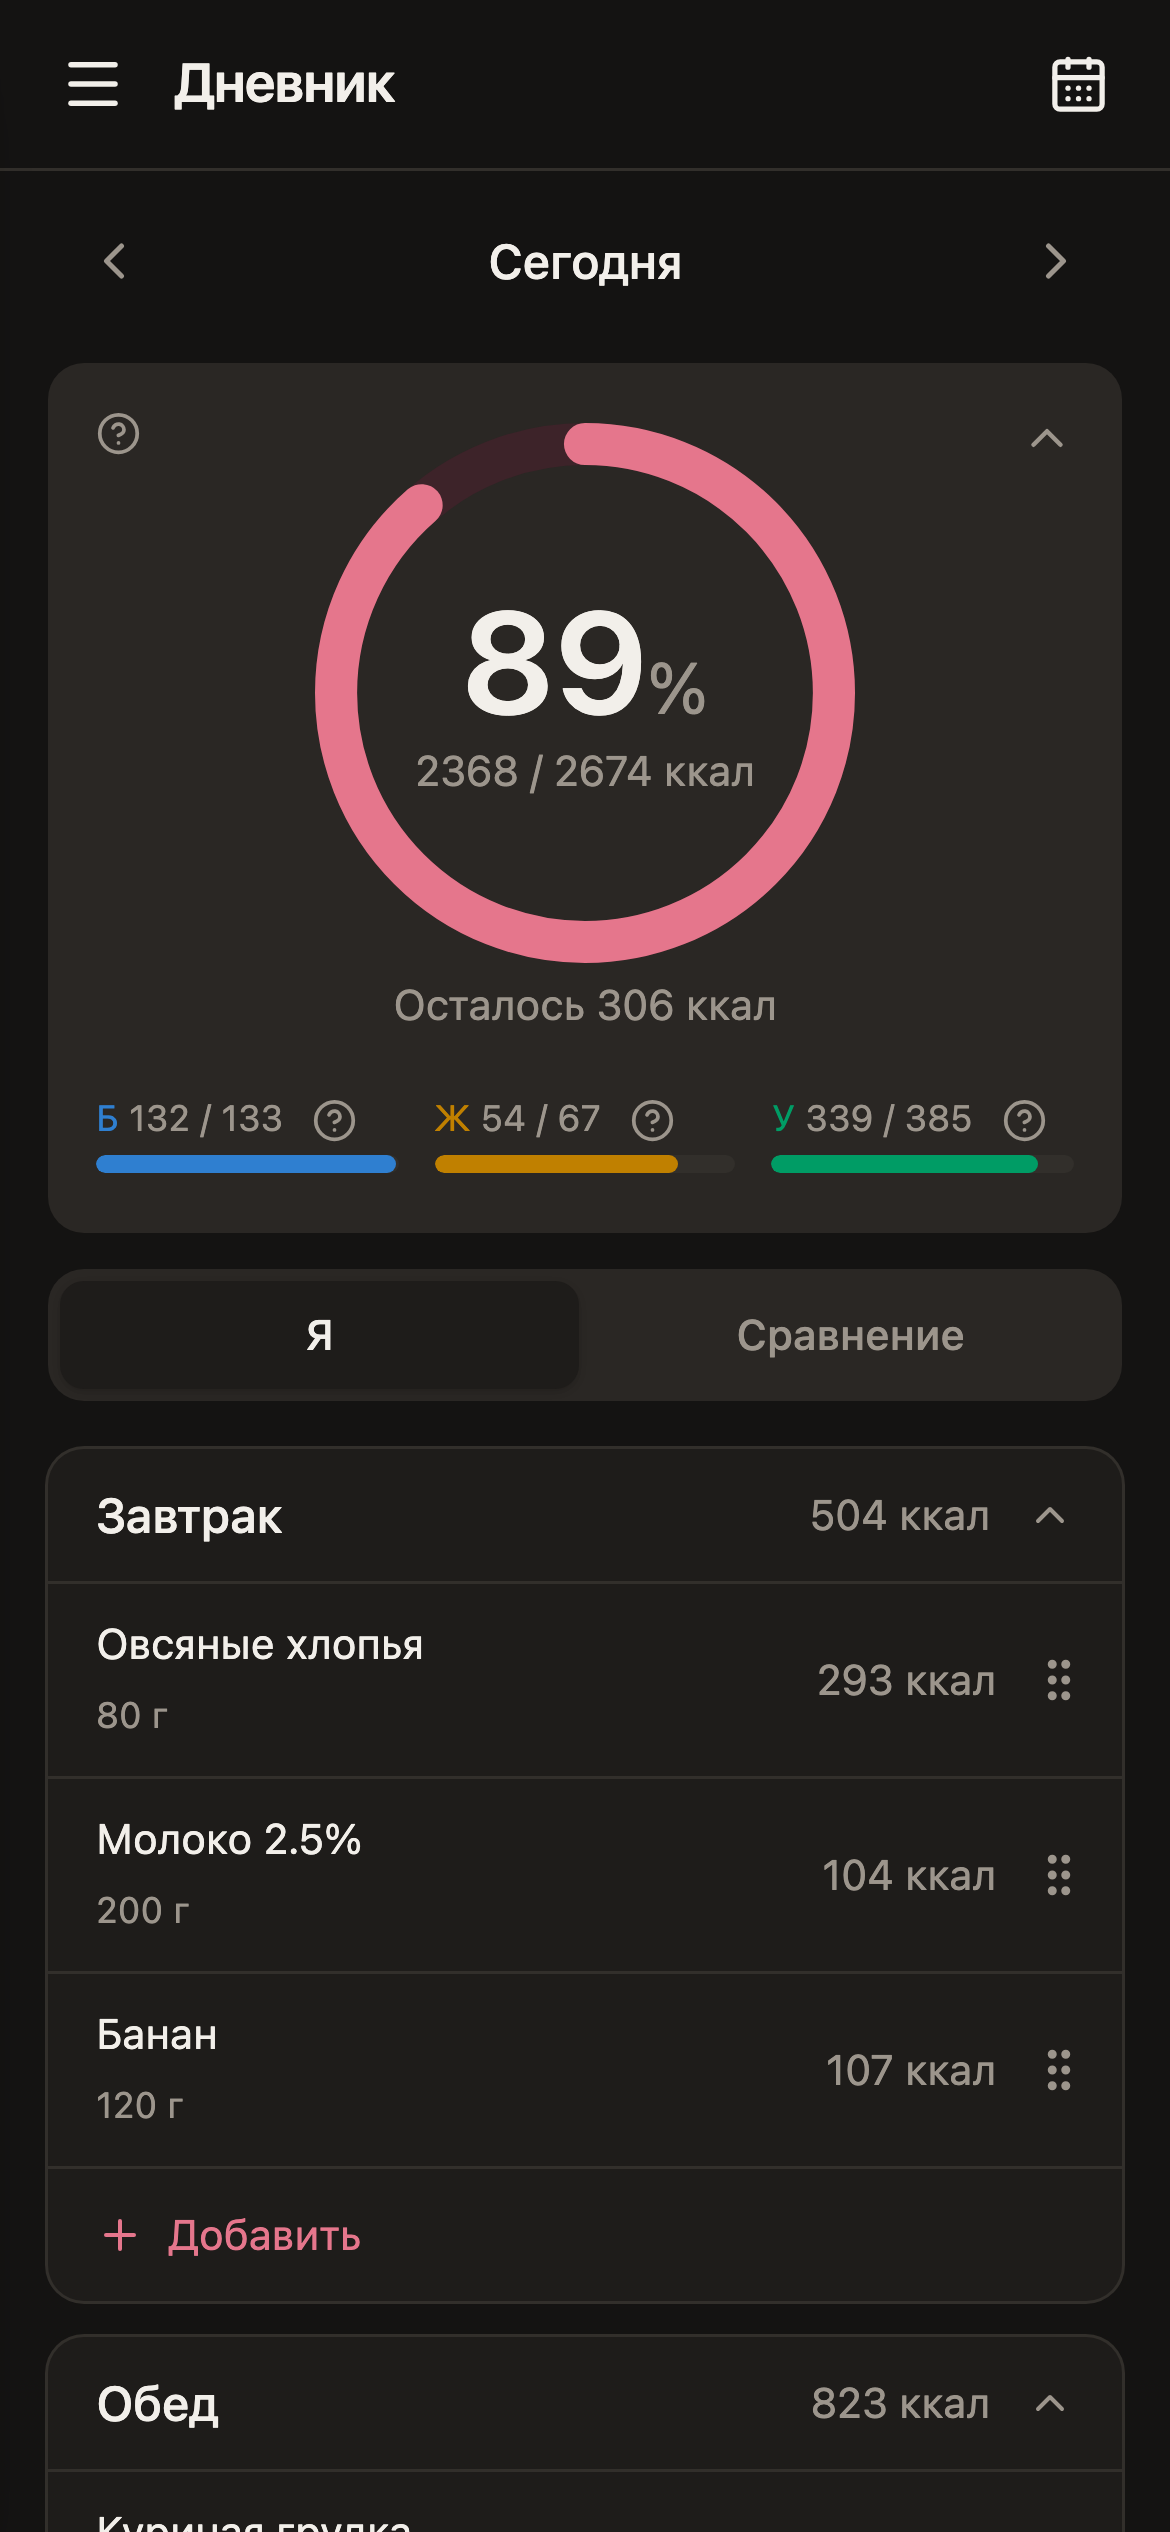 Дневник
Сегодня
89%
2368 / 2674 ккал
Осталось 306 ккал
Б 132 / 133 Ж 54 / 67 У 339 / 385
Я Сравнение
Завтрак 504 ккал
Овсяные хлопья
293 ккал
80 г
Молоко 2.5%
104 ккал
200 г
Банан
107 ккал
120 г
+ Добавить
Обед 823 ккал
Куриная грудка